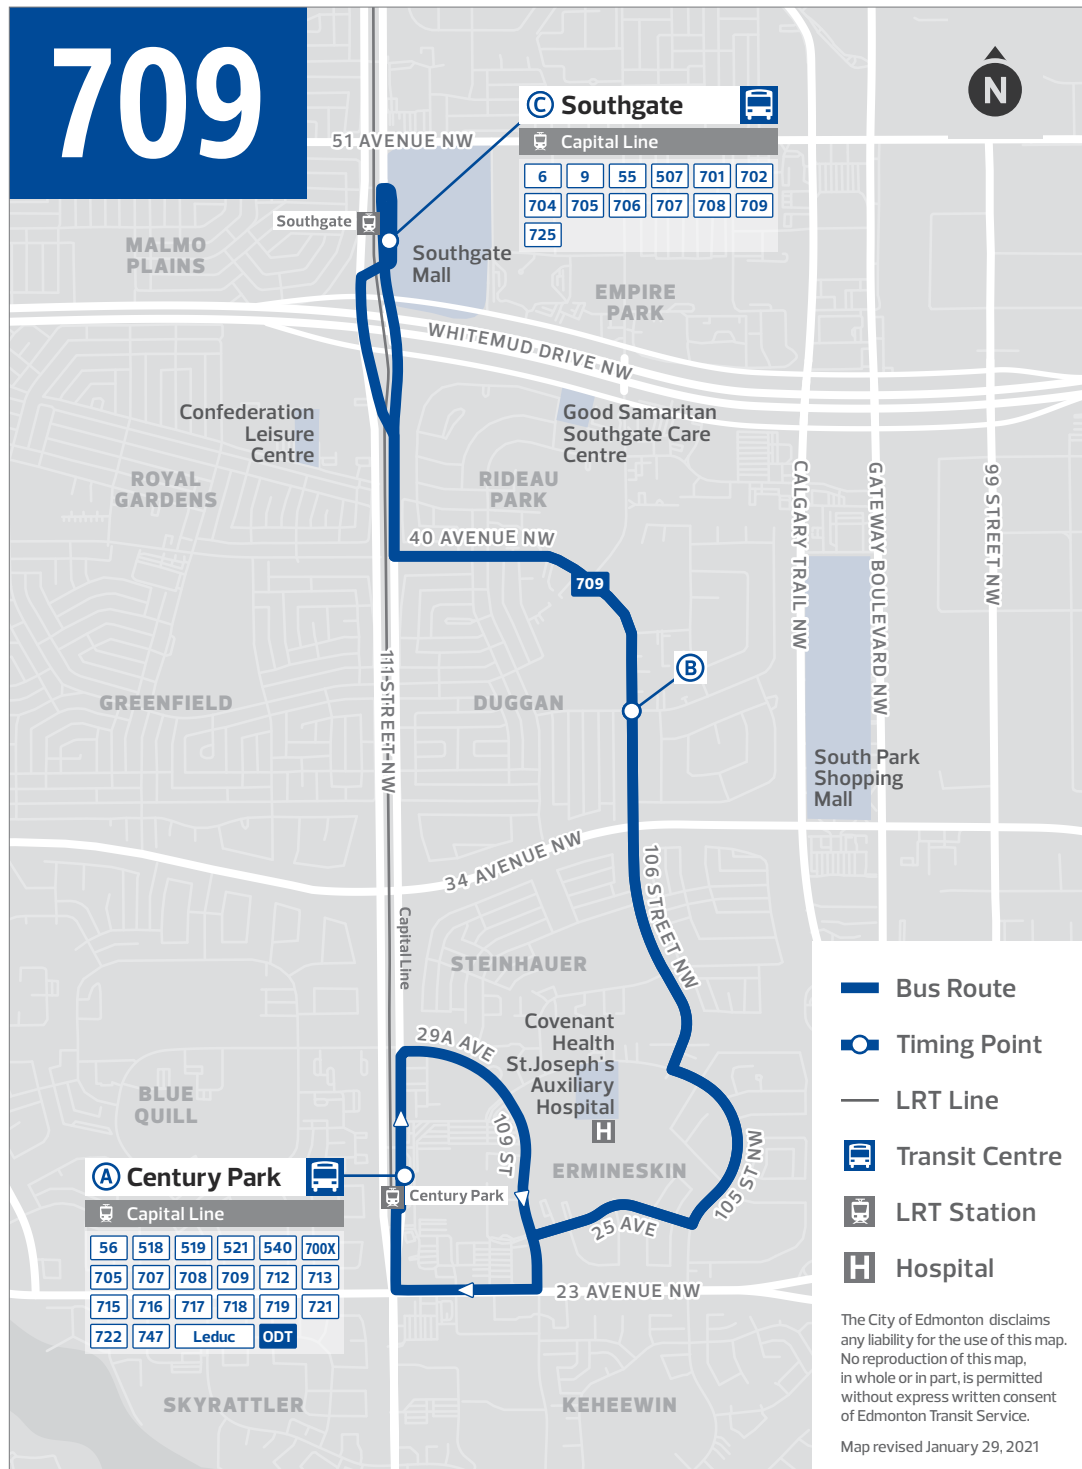 709
N
C Southgate
Capital Line
6 9 55 507 701 702
704 705 706 707 708 709
725
51 AVENUE NW
Southgate
MALMO
PLAINS
Southgate
Mall
EMPIRE
PARK
WHITEMUD DRIVE NW
Confederation
Leisure
Centre
Good Samaritan
Southgate Care
Centre
ROYAL
GARDENS
RIDEAU
PARK
CALGARY TRAIL NW
GATEWAY BOULEVARD NW
99 STREET NW
40 AVENUE NW
709
B
111 STREET NW
GREENFIELD
DUGGAN
South Park
Shopping
Mall
34 AVENUE NW
106 STREET NW
Capital Line
STEINHAUER
Covenant
Health
St.Joseph's
Auxiliary
Hospital
H
29A AVE
109 ST
BLUE
QUILL
ERMINESKIN
105 ST NW
25 AVE
A Century Park
Capital Line
56 518 519 521 540 700X
705 707 708 709 712 713
715 716 717 718 719 721
722 747 Leduc ODT
Century Park
23 AVENUE NW
SKYRATTLER
KEHEEWIN
Bus Route
Timing Point
LRT Line
Transit Centre
LRT Station
H Hospital
The City of Edmonton disclaims
any liability for the use of this map.
No reproduction of this map,
in whole or in part, is permitted
without express written consent
of Edmonton Transit Service.
Map revised January 29, 2021